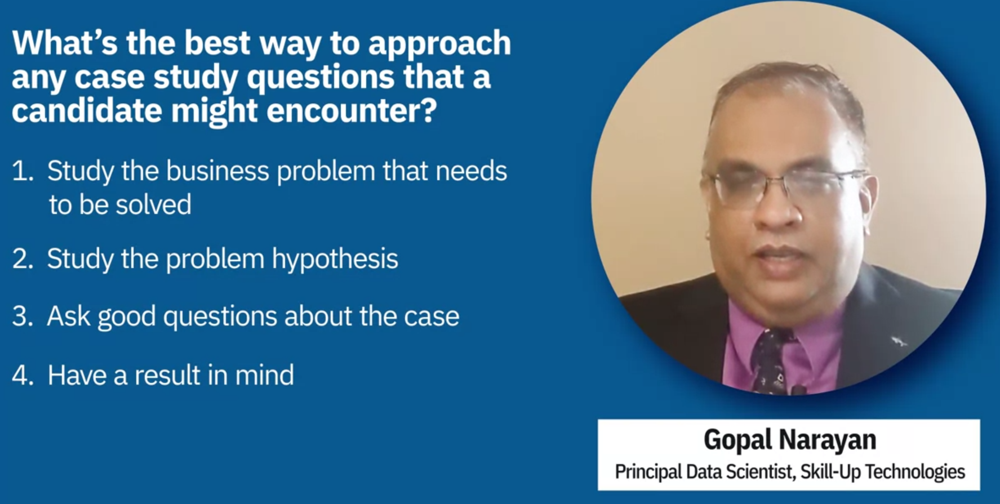 What’s the best way to approach
any case study questions that a
candidate might encounter?
1. Study the business problem that needs
to be solved
2. Study the problem hypothesis
3. Ask good questions about the case
4. Have a result in mind
Gopal Narayan
Principal Data Scientist, Skill-Up Technologies